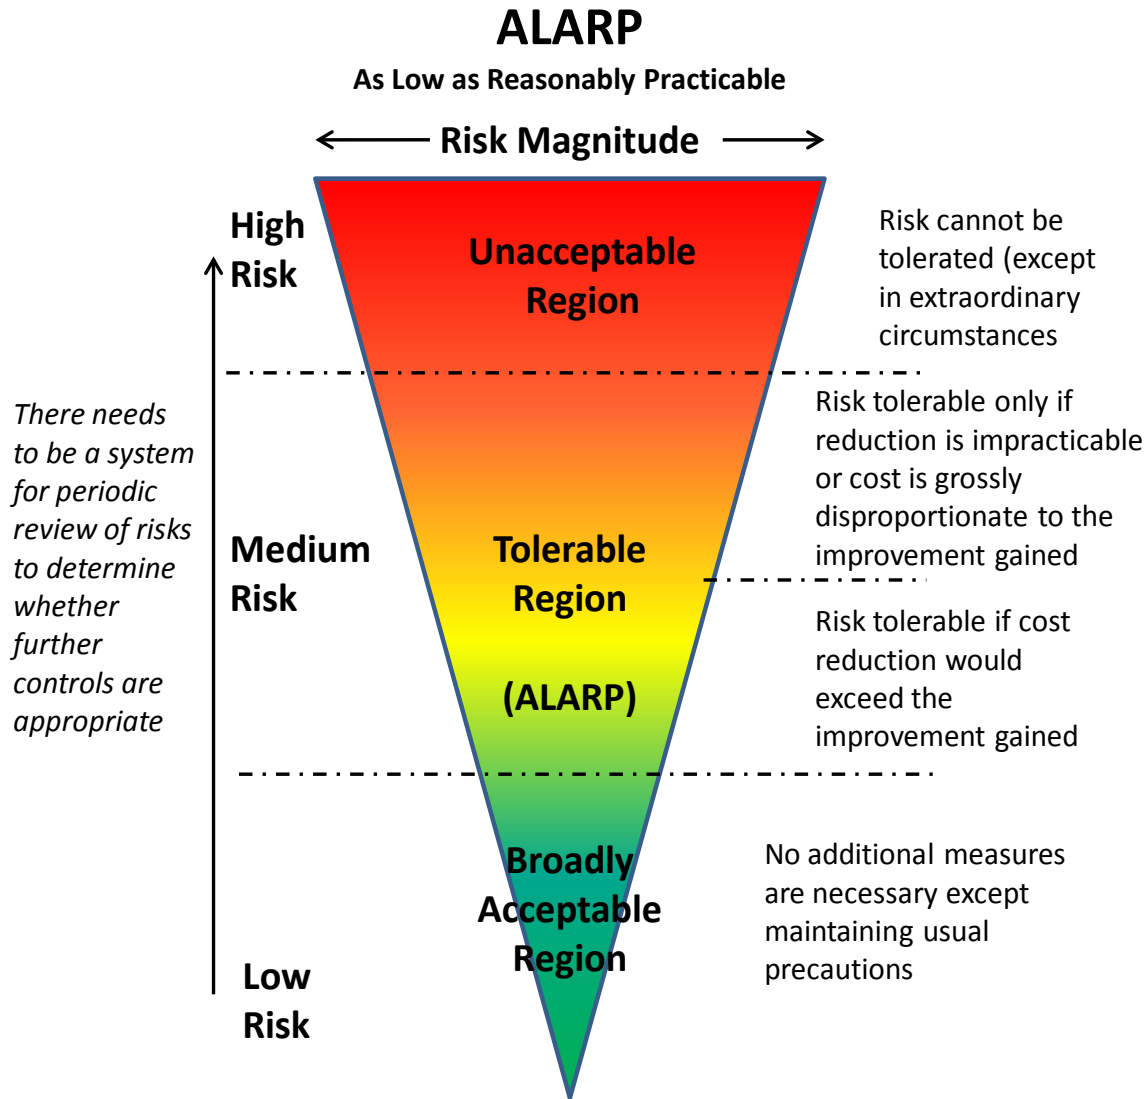 ALARP
As Low as Reasonably Practicable
Risk Magnitude
High
Risk
Unacceptable
Region
Risk cannot be
tolerated (except
in extraordinary
circumstances
There needs
to be a system
for periodic
review of risks
to determine
whether
further
controls are
appropriate
Medium
Risk
Tolerable
Region
(ALARP)
Risk tolerable only if
reduction is impracticable
or cost is grossly
disproportionate to the
improvement gained
Risk tolerable if cost
reduction would
exceed the
improvement gained
Low
Risk
Broadly
Acceptable
Region
No additional measures
are necessary except
maintaining usual
precautions